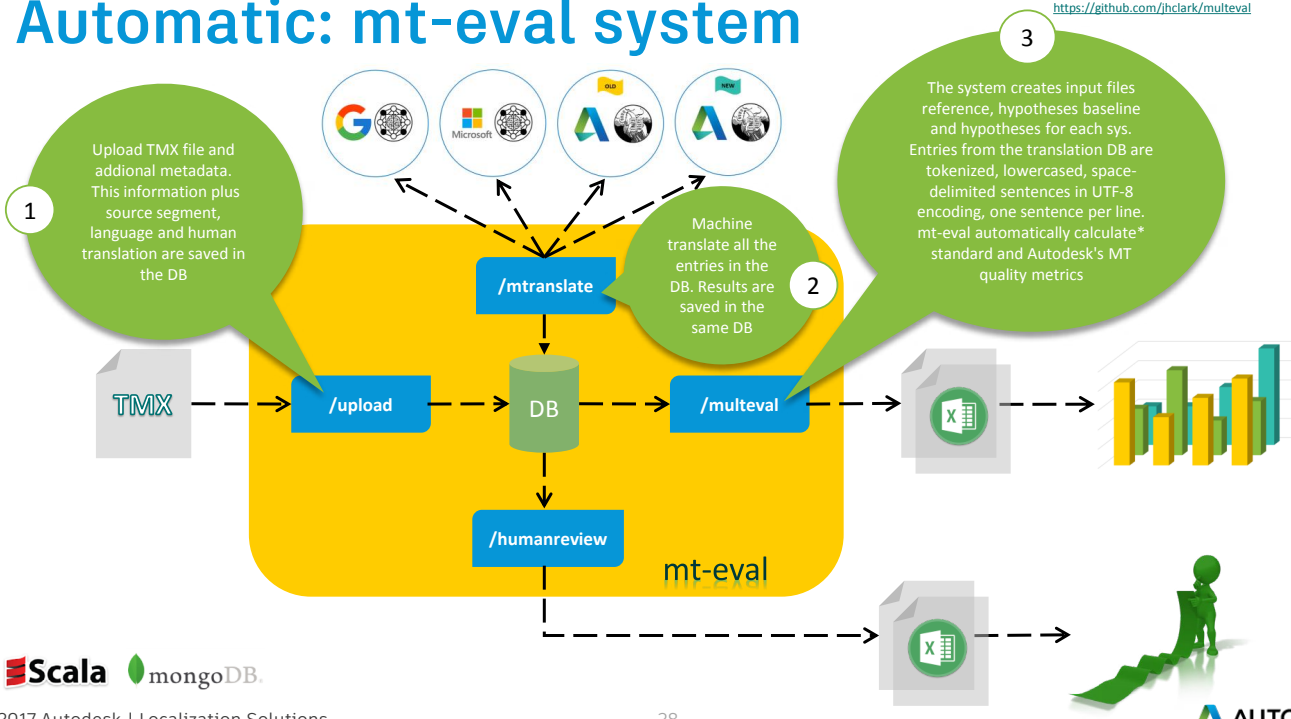 Automatic: mt-eval system
https://github.com/jhclark/multeval
3
OLD
NEW
G
Microsoft
The system creates input files
reference, hypotheses baseline
and hypotheses for each sys.
Entries from the translation DB are
tokenized, lowercased, space-
delimited sentences in UTF-8
encoding, one sentence per line.
mt-eval automatically calculate*
standard and Autodesk's MT
quality metrics
1
Upload TMX file and
addional metadata.
This information plus
source segment,
language and human
translation are saved in
the DB
Machine
translate all the
entries in the
DB. Results are
saved in the
same DB
2
/mtranslate
TMX
/upload
DB
/multeval
X
/humanreview
mt-eval
X
Scala
mongoDB.
2017 Autodesk | Localization Solutions
28